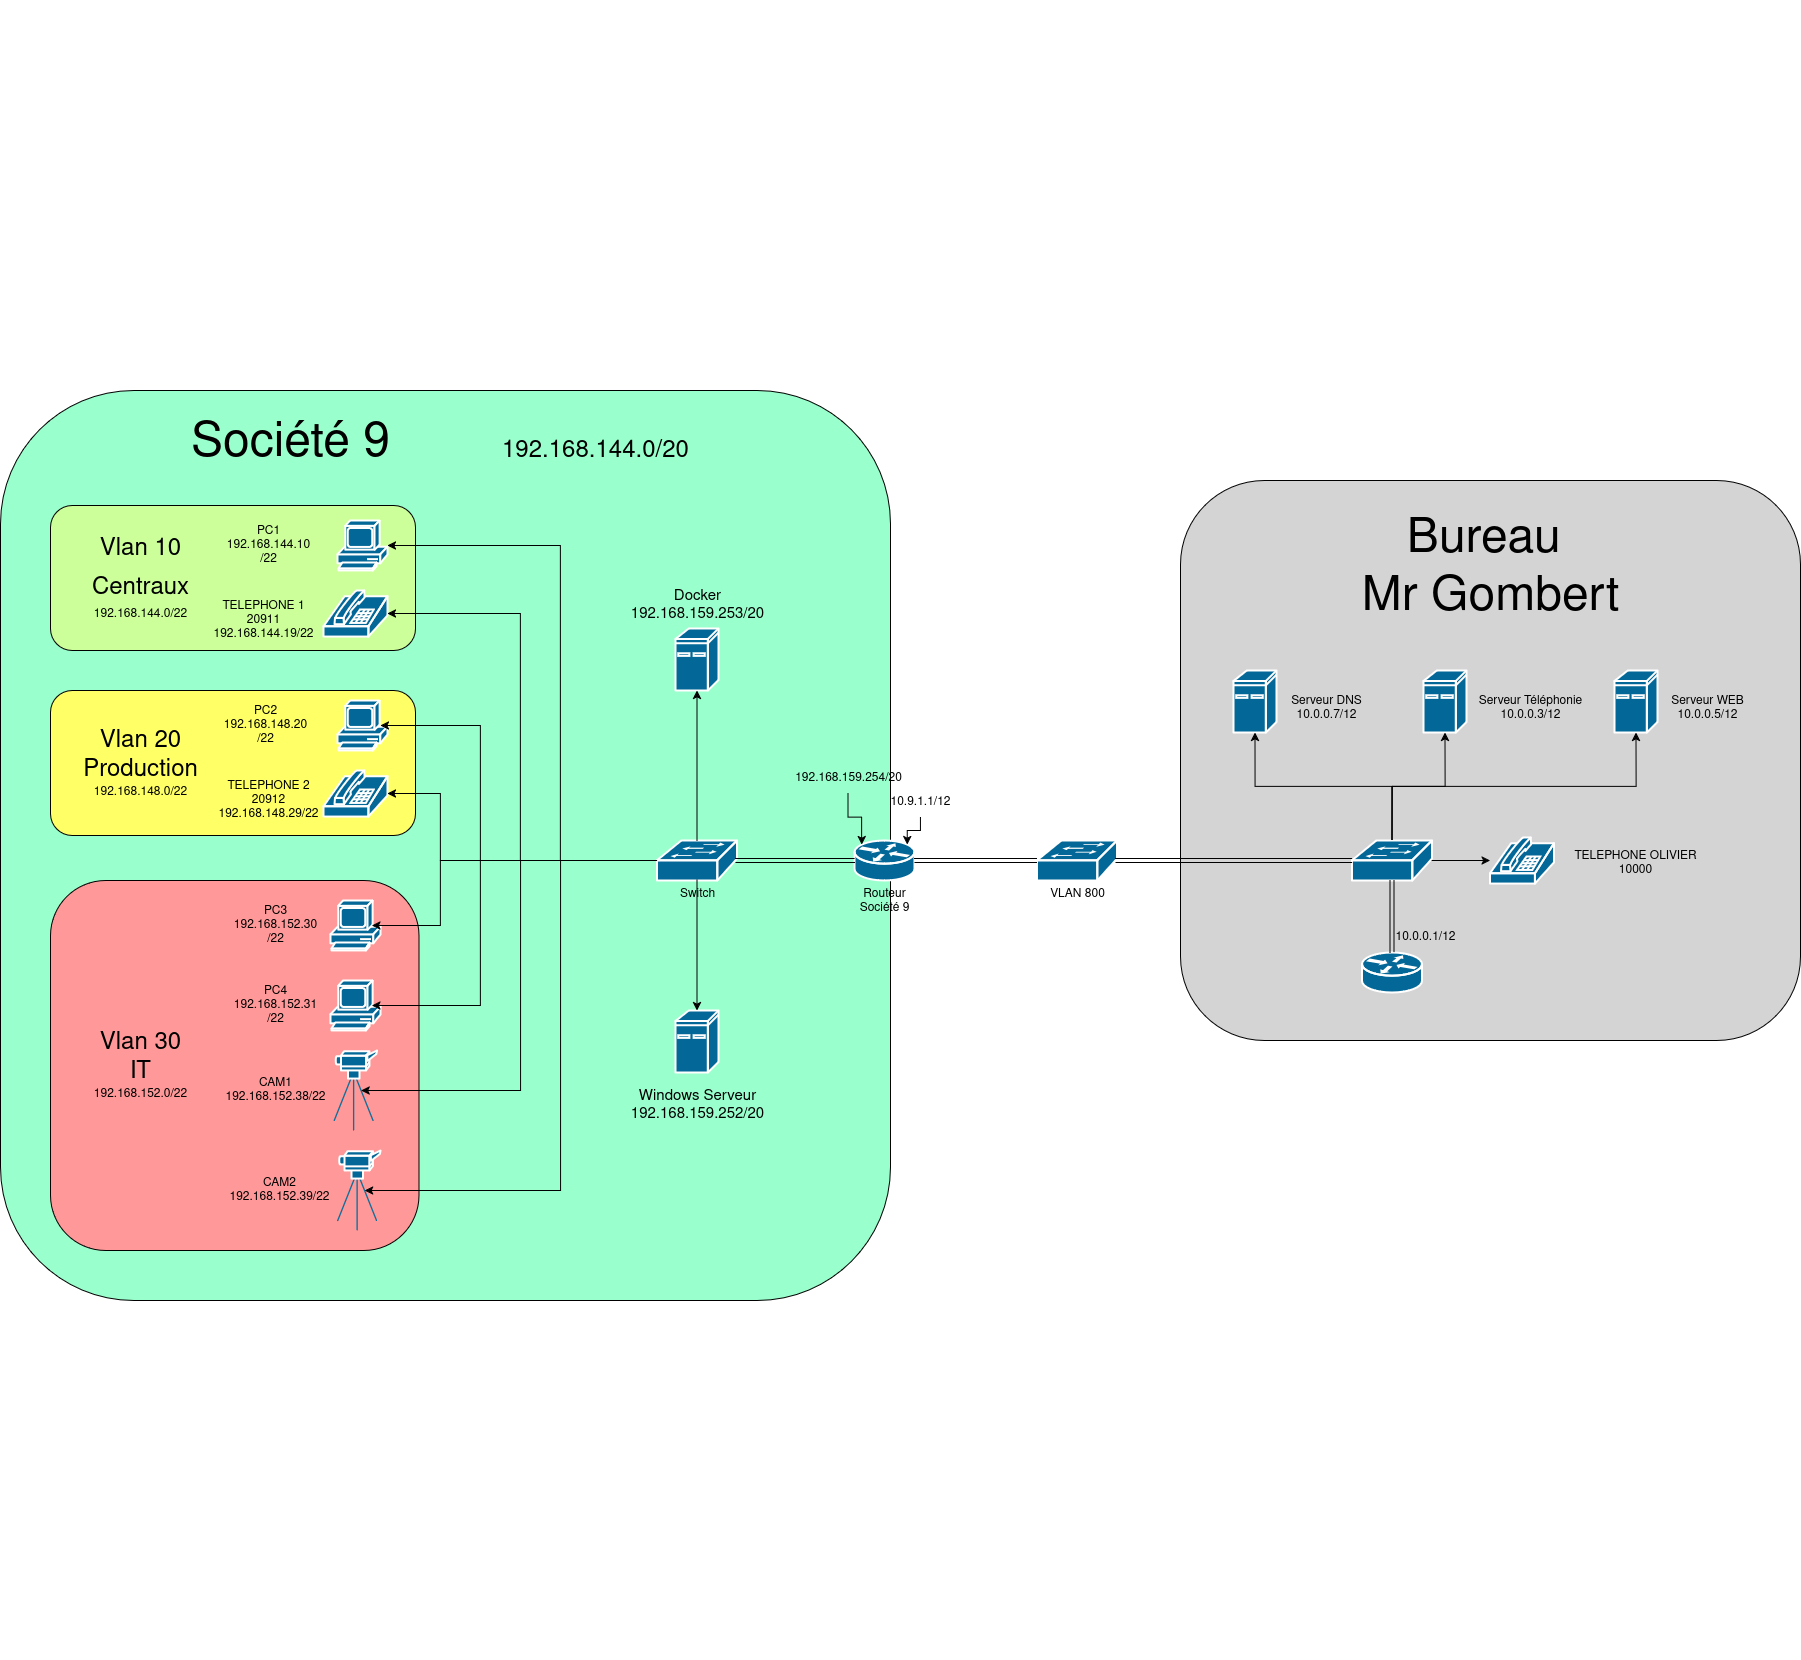 Société 9
192.168.144.0/20
Vlan 10
Centraux
192.168.144.0/22
PC1
192.168.144.10
/22
TELEPHONE 1
20911
192.168.144.19/22
Vlan 20
Production
192.168.148.0/22
PC2
192.168.148.20
/22
TELEPHONE 2
20912
192.168.148.29/22
Vlan 30
IT
192.168.152.0/22
PC3
192.168.152.30
/22
PC4
192.168.152.31
/22
CAM1
192.168.152.38/22
CAM2
192.168.152.39/22
Docker
192.168.159.253/20
Switch
Windows Serveur
192.168.159.252/20
192.168.159.254/20
10.9.1.1/12
Routeur
Société 9
VLAN 800
Bureau
Mr Gombert
Serveur DNS
10.0.0.7/12
Serveur Téléphonie
10.0.0.3/12
Serveur WEB
10.0.0.5/12
TELEPHONE OLIVIER
10000
10.0.0.1/12